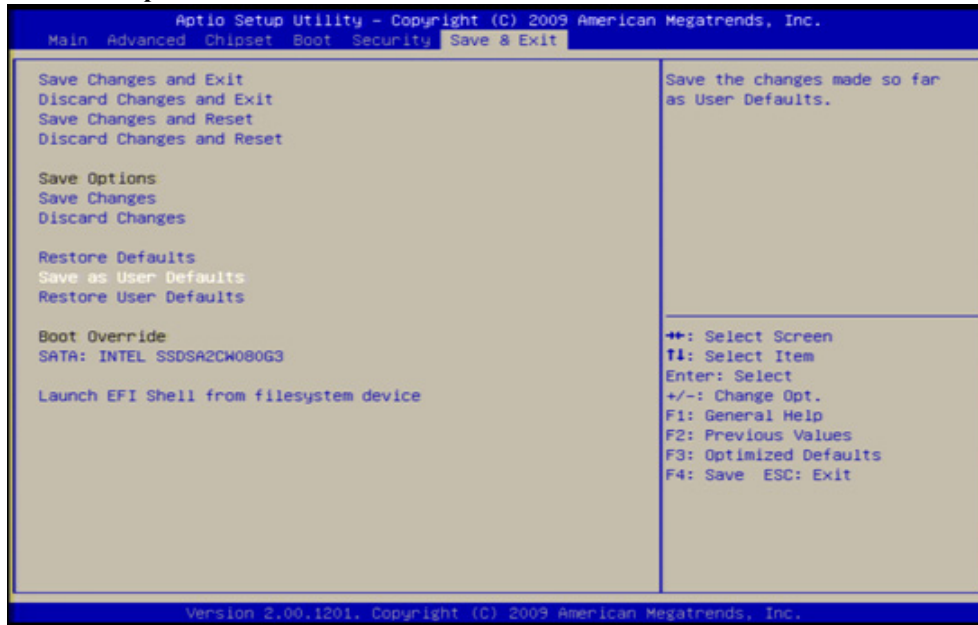 Aptio Setup Utility – Copyright (C) 2009 American Megatrends, Inc.
Main Advanced Chipset Boot Security Save & Exit
Save Changes and Exit
Discard Changes and Exit
Save Changes and Reset
Discard Changes and Reset
Save Options
Save Changes
Discard Changes
Restore Defaults
Save as User Defaults
Restore User Defaults
Boot Override
SATA: INTEL SSDSA2CW080G3
Launch EFI Shell from filesystem device
Save the changes made so far
as User Defaults.
→←: Select Screen
↑↓: Select Item
Enter: Select
+/-: Change Opt.
F1: General Help
F2: Previous Values
F3: Optimized Defaults
F4: Save ESC: Exit
Version 2.00.1201. Copyright (C) 2009 American Megatrends, Inc.